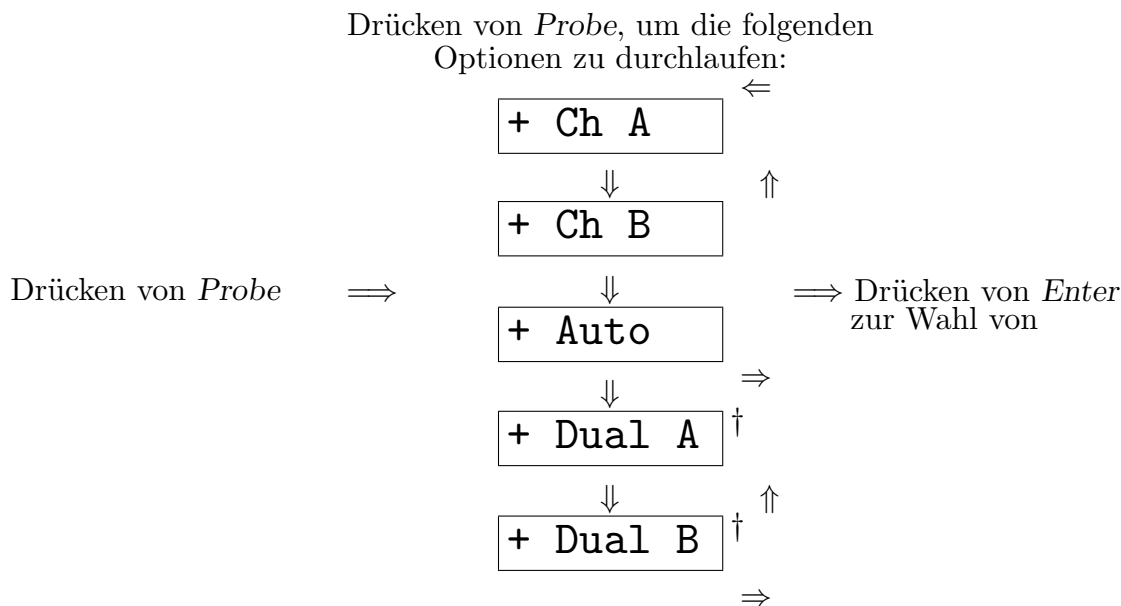 Drücken von Probe, um die folgenden
Optionen zu durchlaufen:
⇐
+ Ch A
⇓ ⇑
+ Ch B
Drücken von Probe ⟹ ⇓ ⟹ Drücken von Enter
zur Wahl von
+ Auto
⇓ ⇒
+ Dual A †
⇓ ⇑
+ Dual B †
⇒